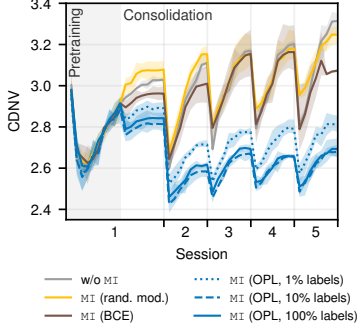 Pretraining
Consolidation
3.4
3.2
3.0
2.8
2.6
2.4
CDNV
1 2 3 4 5
Session
w/o MI
MI (rand. mod.)
MI (BCE)
MI (OPL, 1% labels)
MI (OPL, 10% labels)
MI (OPL, 100% labels)